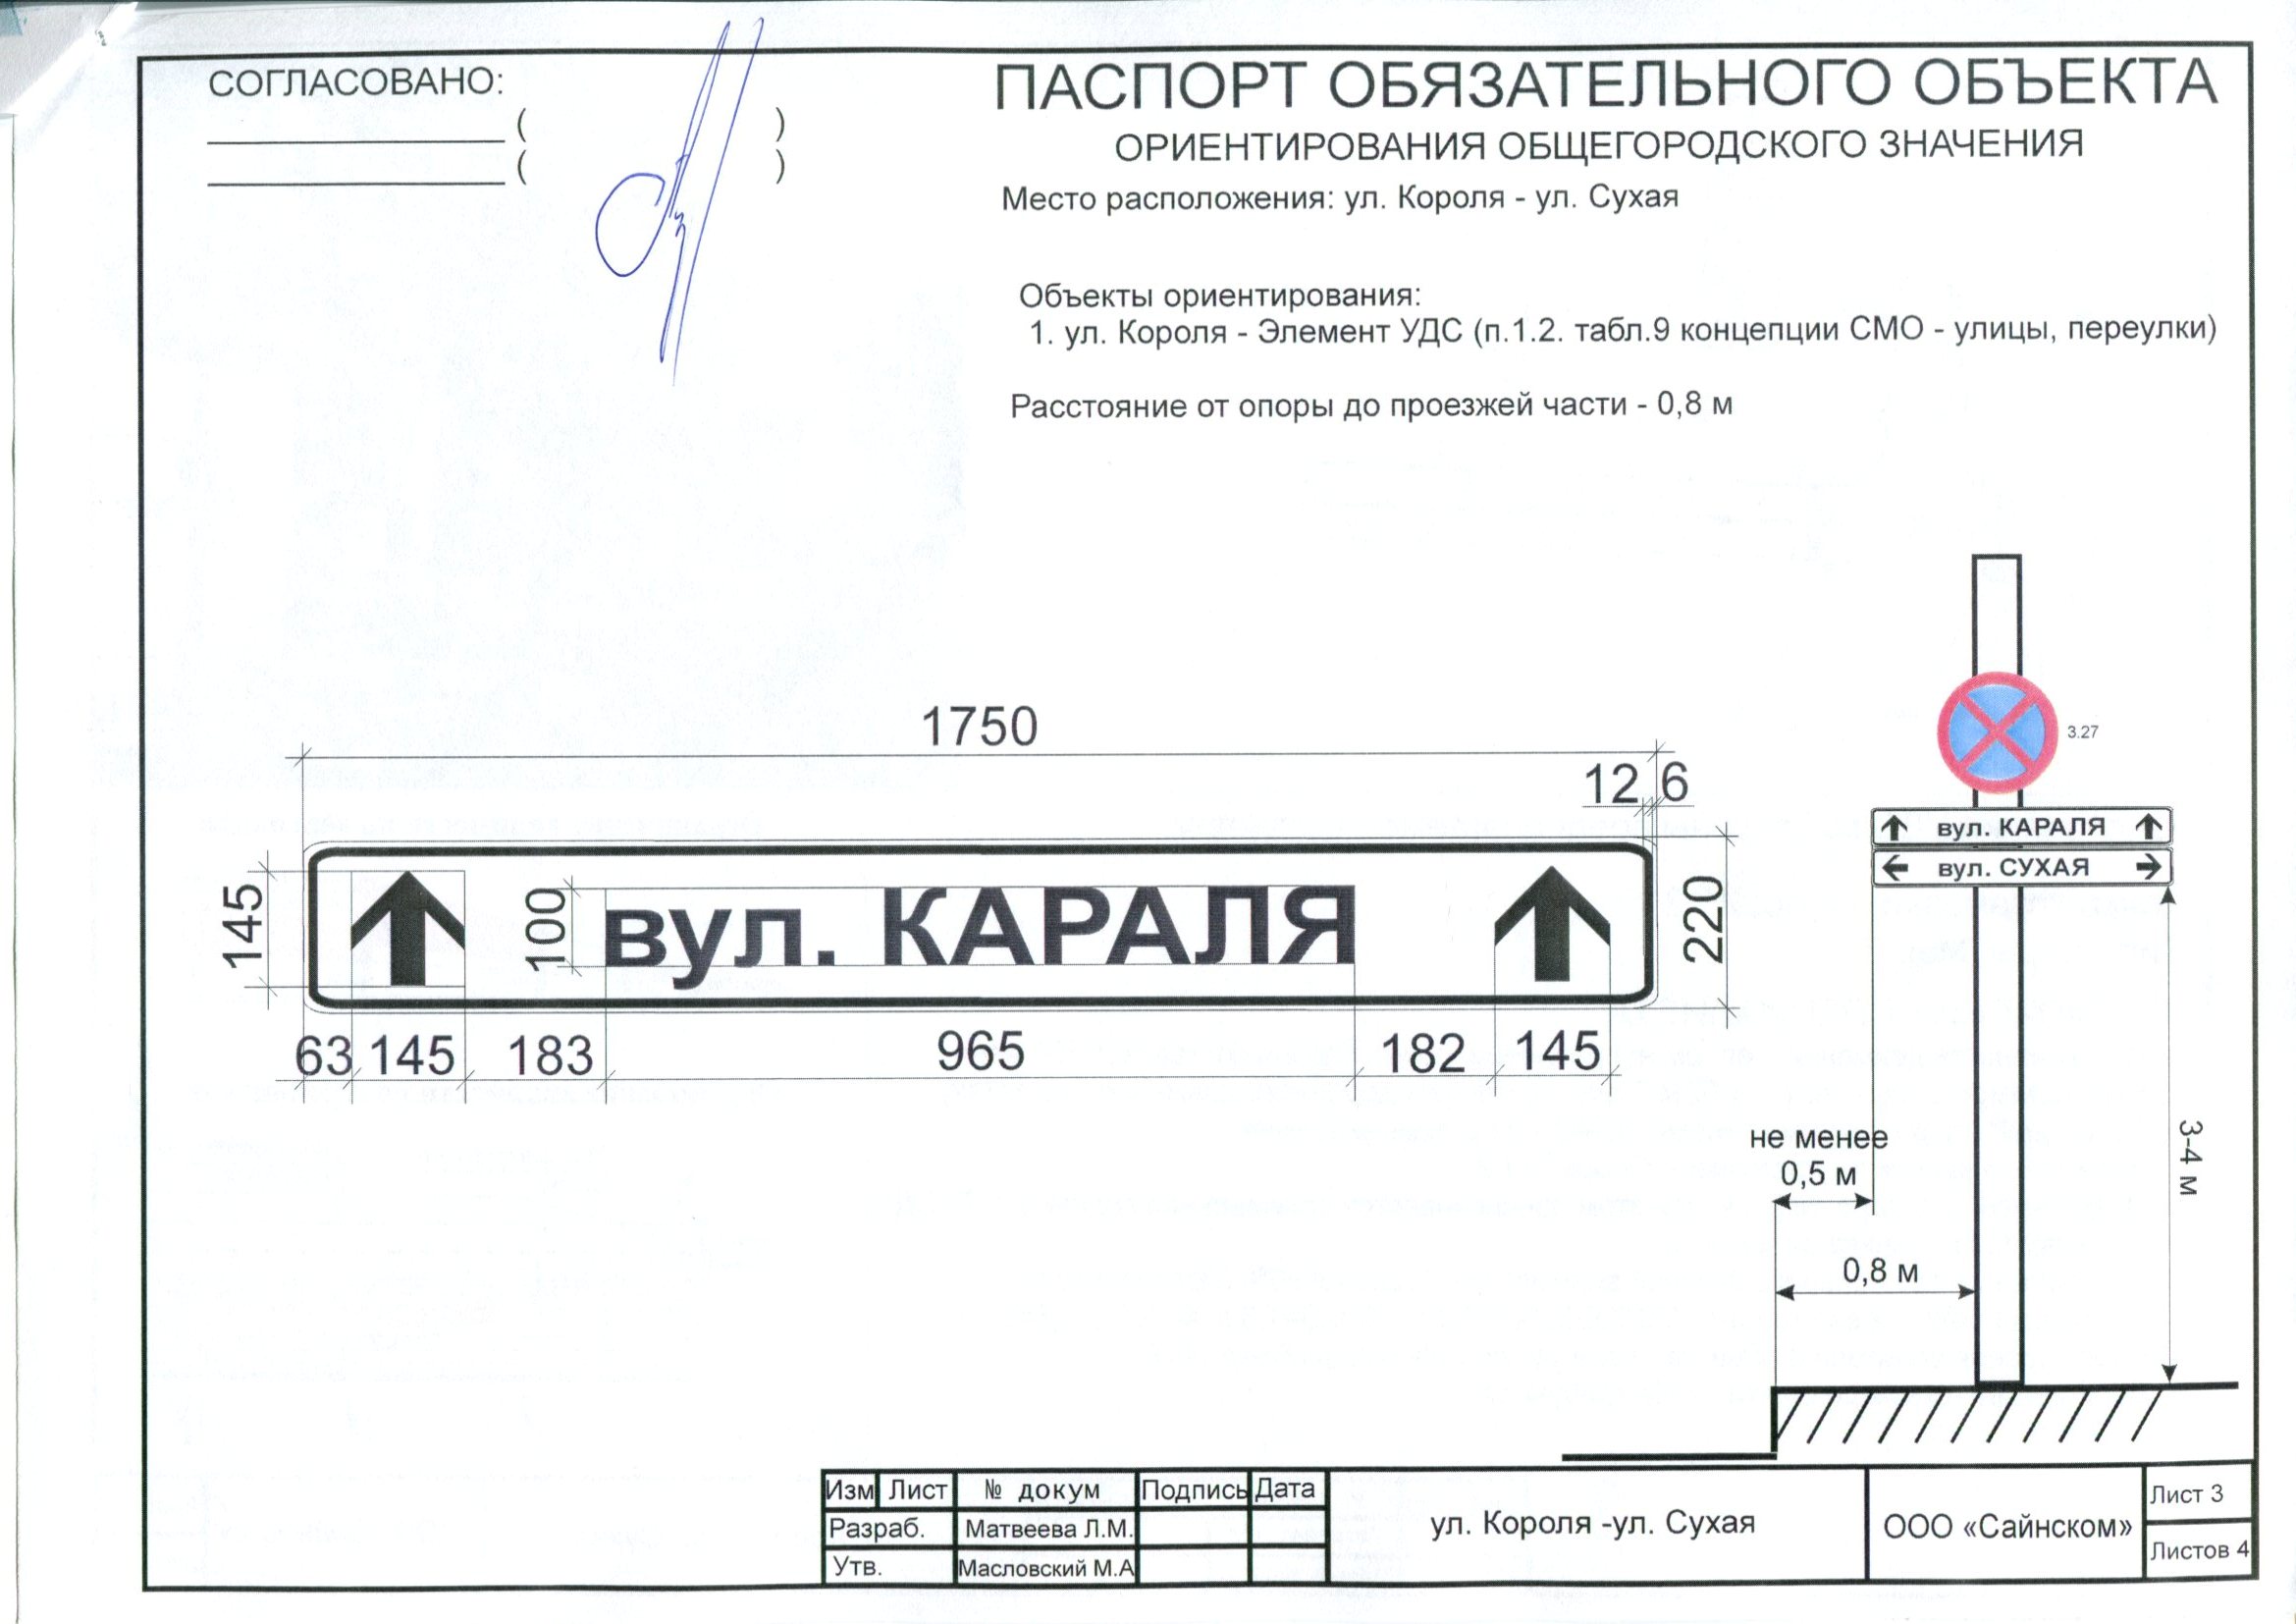 СОГЛАСОВАНО:
( )
( )
ПАСПОРТ ОБЯЗАТЕЛЬНОГО ОБЪЕКТА
ОРИЕНТИРОВАНИЯ ОБЩЕГОРОДСКОГО ЗНАЧЕНИЯ
Место расположения: ул. Короля - ул. Сухая
Объекты ориентирования:
1. ул. Короля - Элемент УДС (п.1.2. табл.9 концепции СМО - улицы, переулки)
Расстояние от опоры до проезжей части - 0,8 м
1750
12 6
145
100
вул. КАРАЛЯ
220
63 145 183 965 182 145
3.27
вул. КАРАЛЯ
вул. СУХАЯ
не менее
0,5 м
3-4 м
0,8 м
Изм Лист № докум Подпись Дата
Разраб. Матвеева Л.М.
Утв. Масловский М.А
ул. Короля -ул. Сухая
ООО «Сайнском»
Лист 3
Листов 4